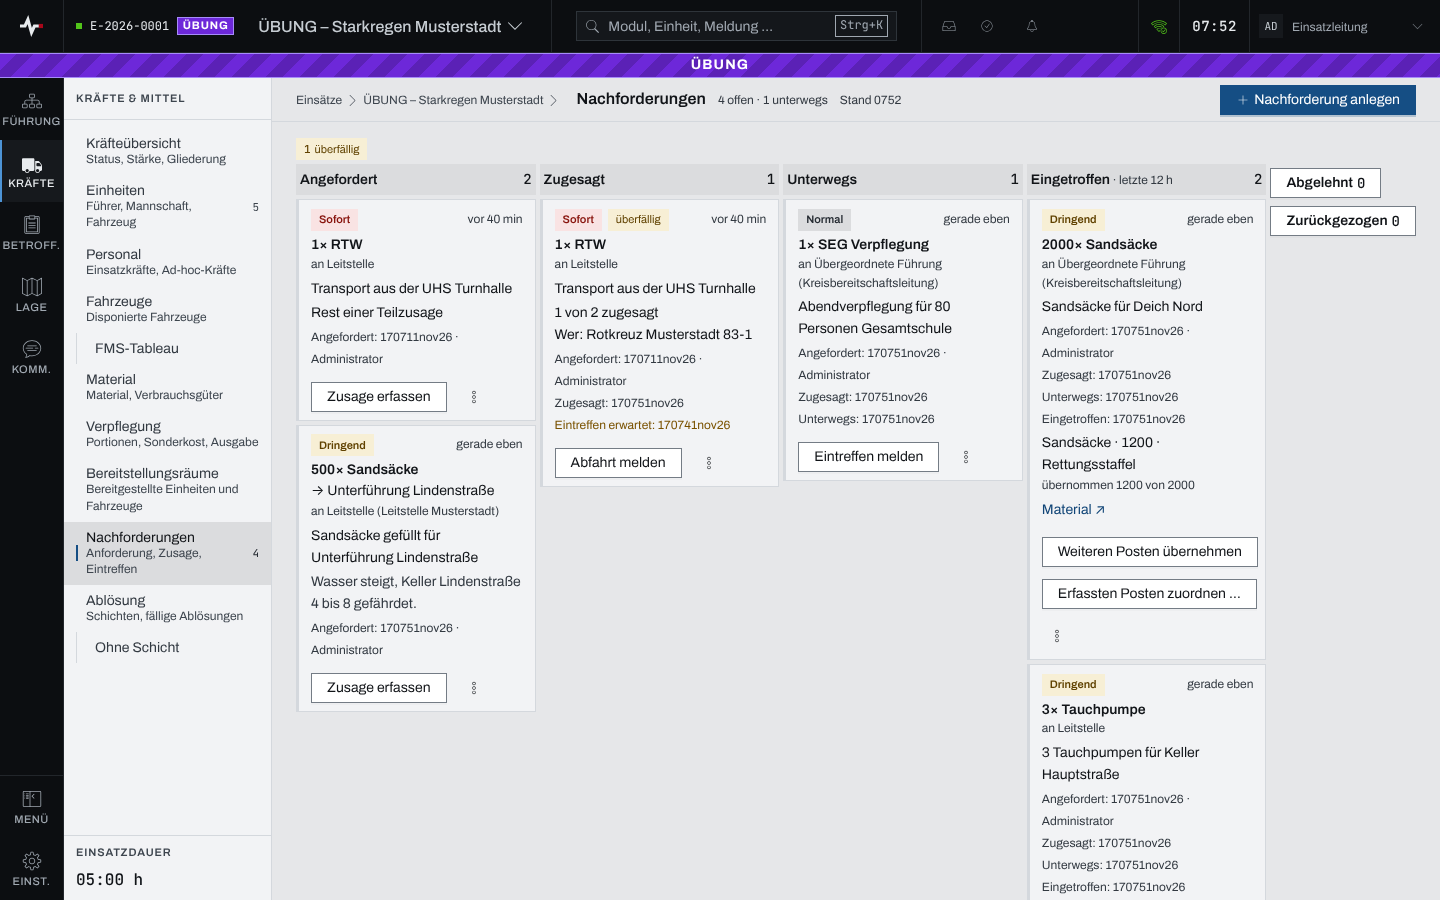 E-2026-0001 ÜBUNG ÜBUNG – Starkregen Musterstadt
Modul, Einheit, Meldung ... Strg+K
07:52 AD Einsatzleitung
ÜBUNG
FÜHRUNG
KRÄFTE
BETROFF.
LAGE
KOMM.
MENÜ
EINST.
KRÄFTE & MITTEL
Kräfteübersicht
Status, Stärke, Gliederung
Einheiten
Führer, Mannschaft, 5
Fahrzeug
Personal
Einsatzkräfte, Ad-hoc-Kräfte
Fahrzeuge
Disponierte Fahrzeuge
FMS-Tableau
Material
Material, Verbrauchsgüter
Verpflegung
Portionen, Sonderkost, Ausgabe
Bereitstellungsräume
Bereitgestellte Einheiten und
Fahrzeuge
Nachforderungen
Anforderung, Zusage, 4
Eintreffen
Ablösung
Schichten, fällige Ablösungen
Ohne Schicht
EINSATZDAUER
05:00 h
Einsätze ÜBUNG – Starkregen Musterstadt Nachforderungen 4 offen · 1 unterwegs Stand 0752
+ Nachforderung anlegen
1 überfällig
Angefordert 2
Sofort vor 40 min
1× RTW
an Leitstelle
Transport aus der UHS Turnhalle
Rest einer Teilzusage
Angefordert: 170711nov26 ·
Administrator
Zusage erfassen
Dringend gerade eben
500× Sandsäcke
→ Unterführung Lindenstraße
an Leitstelle (Leitstelle Musterstadt)
Sandsäcke gefüllt für
Unterführung Lindenstraße
Wasser steigt, Keller Lindenstraße
4 bis 8 gefährdet.
Angefordert: 170751nov26 ·
Administrator
Zusage erfassen
Zugesagt 1
Sofort überfällig vor 40 min
1× RTW
an Leitstelle
Transport aus der UHS Turnhalle
1 von 2 zugesagt
Wer: Rotkreuz Musterstadt 83-1
Angefordert: 170711nov26 ·
Administrator
Zugesagt: 170751nov26
Eintreffen erwartet: 170741nov26
Abfahrt melden
Unterwegs 1
Normal gerade eben
1× SEG Verpflegung
an Übergeordnete Führung
(Kreisbereitschaftsleitung)
Abendverpflegung für 80
Personen Gesamtschule
Angefordert: 170751nov26 ·
Administrator
Zugesagt: 170751nov26
Unterwegs: 170751nov26
Eintreffen melden
Eingetroffen · letzte 12 h 2
Dringend gerade eben
2000× Sandsäcke
an Übergeordnete Führung
(Kreisbereitschaftsleitung)
Sandsäcke für Deich Nord
Angefordert: 170751nov26 ·
Administrator
Zugesagt: 170751nov26
Unterwegs: 170751nov26
Eingetroffen: 170751nov26
Sandsäcke · 1200 ·
Rettungsstaffel
übernommen 1200 von 2000
Material ↗
Weiteren Posten übernehmen
Erfassten Posten zuordnen ...
Dringend gerade eben
3× Tauchpumpe
an Leitstelle
3 Tauchpumpen für Keller
Hauptstraße
Angefordert: 170751nov26 ·
Administrator
Zugesagt: 170751nov26
Unterwegs: 170751nov26
Eingetroffen: 170751nov26
Abgelehnt 0
Zurückgezogen 0